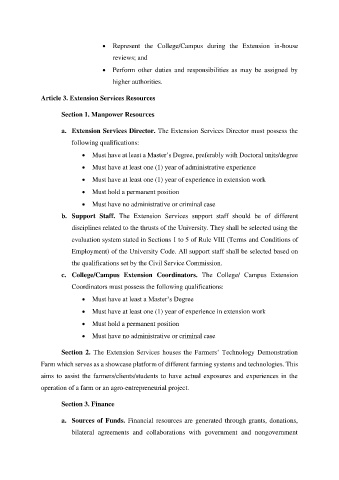 • Represent the College/Campus during the Extension in-house
reviews; and
• Perform other duties and responsibilities as may be assigned by
higher authorities.
Article 3. Extension Services Resources
Section 1. Manpower Resources
a. Extension Services Director. The Extension Services Director must possess the
following qualifications:
• Must have at least a Master's Degree, preferably with Doctoral units/degree
• Must have at least one (1) year of administrative experience
• Must have at least one (1) year of experience in extension work
• Must hold a permanent position
• Must have no administrative or criminal case
b. Support Staff. The Extension Services support staff should be of different
disciplines related to the thrusts of the University. They shall be selected using the
evaluation system stated in Sections 1 to 5 of Rule VIII (Terms and Conditions of
Employment) of the University Code. All support staff shall be selected based on
the qualifications set by the Civil Service Commission.
c. College/Campus Extension Coordinators. The College/ Campus Extension
Coordinators must possess the following qualifications:
• Must have at least a Master's Degree
• Must have at least one (1) year of experience in extension work
• Must hold a permanent position
• Must have no administrative or criminal case
Section 2. The Extension Services houses the Farmers' Technology Demonstration
Farm which serves as a showcase platform of different farming systems and technologies. This
aims to assist the farmers/clients/students to have actual exposures and experiences in the
operation of a farm or an agro-entrepreneurial project.
Section 3. Finance
a. Sources of Funds. Financial resources are generated through grants, donations,
bilateral agreements and collaborations with government and nongovernment